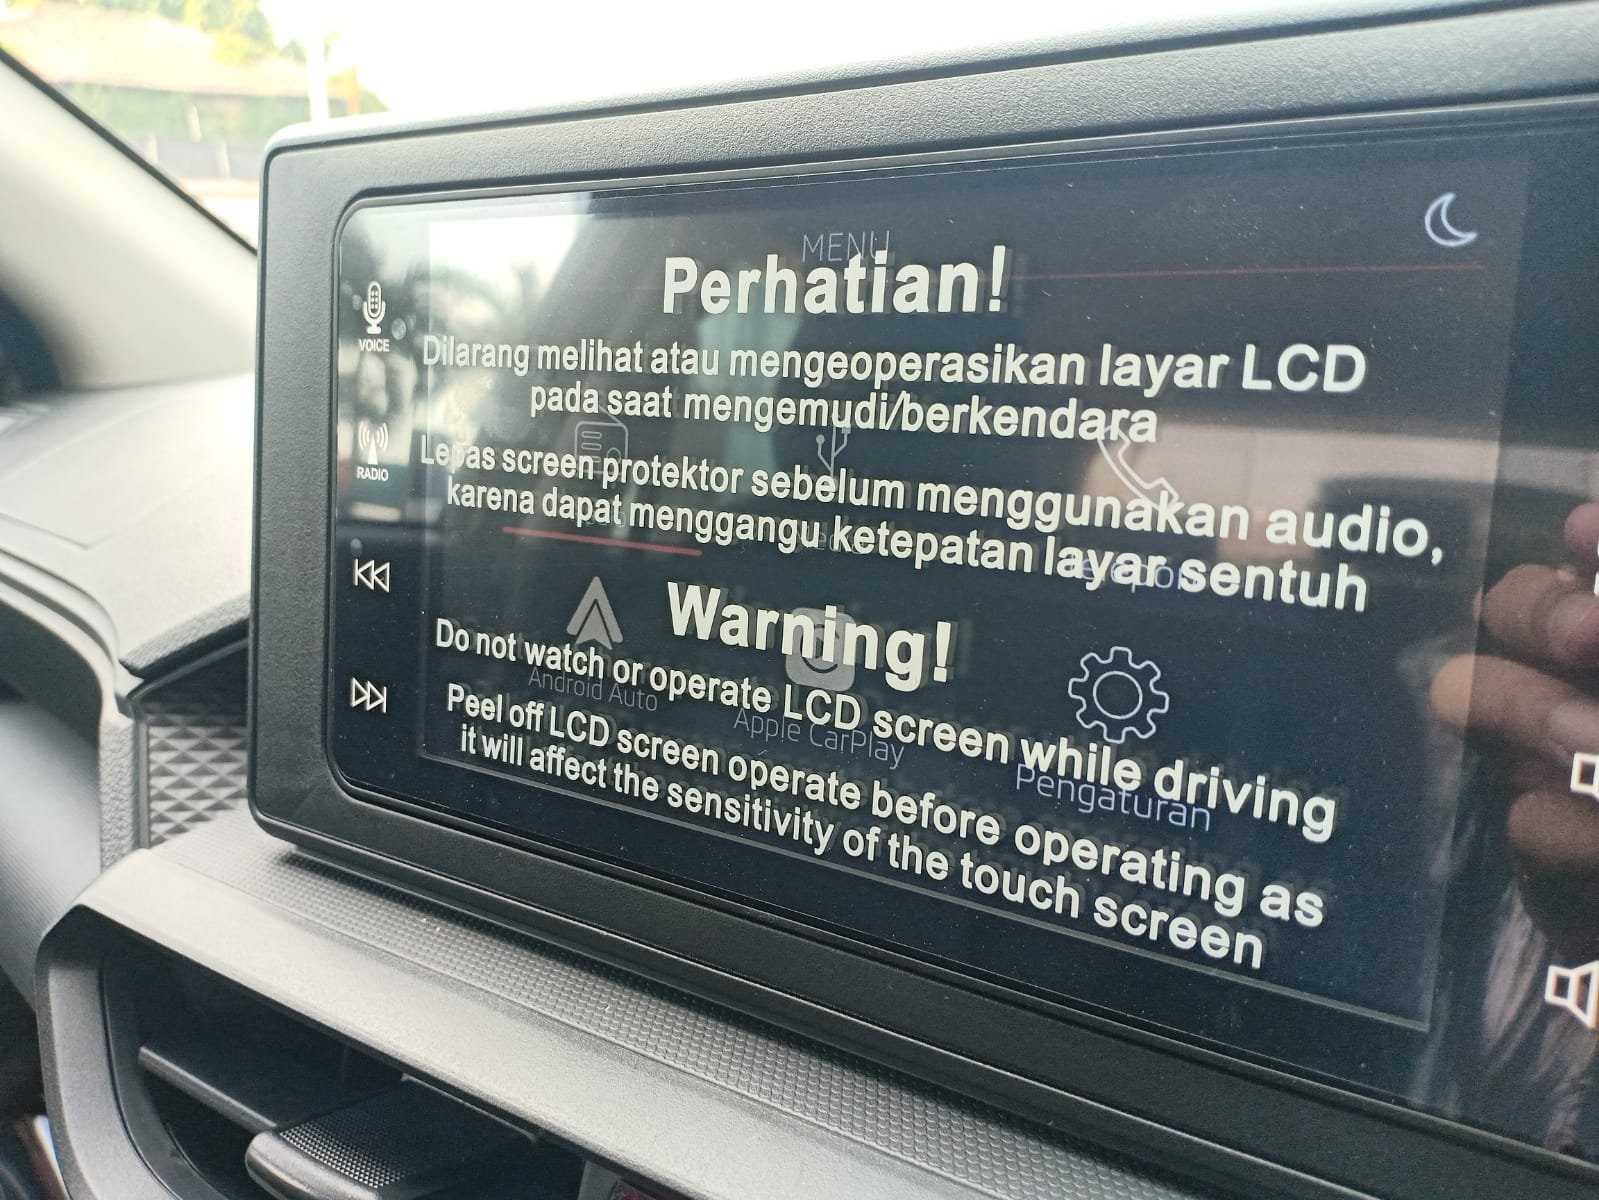 MENU
Perhatian!
Dilarang melihat atau mengeoperasikan layar LCD
pada saat mengemudi/berkendara
Lepas screen protektor sebelum menggunakan audio,
karena dapat menggangu ketepatan layar sentuh
Warning!
Do not watch or operate LCD screen while driving
Peel off LCD screen operate before operating as
it will affect the sensitivity of the touch screen
VOICE
RADIO
Android Auto
Apple CarPlay
Pengaturan